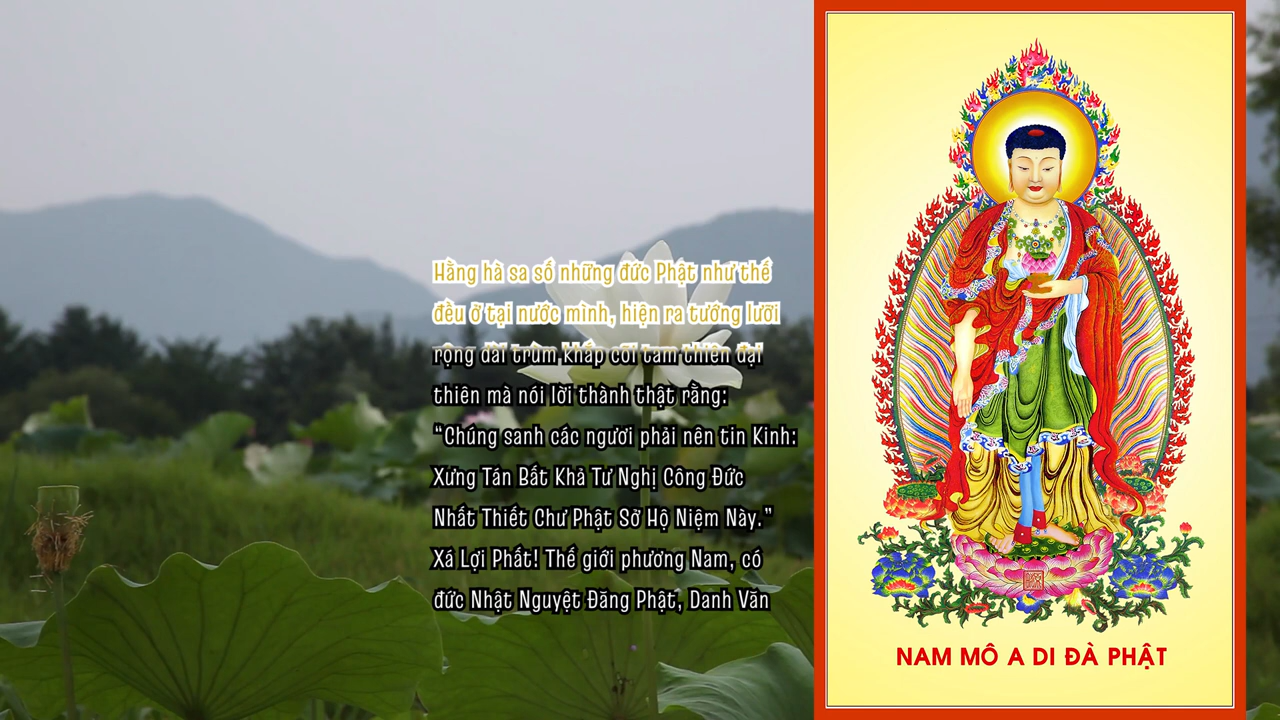 Hằng hà sa số những đức Phật như thế
đều ở tại nước mình, hiện ra tướng lưỡi
rộng dài trùm khắp cõi tam thiên đại
thiên mà nói lời thành thật rằng:
“Chúng sanh các ngươi phải nên tin Kinh:
Xưng Tán Bất Khả Tư Nghị Công Đức
Nhất Thiết Chư Phật Sở Hộ Niệm Này.”
Xá Lợi Phất! Thế giới phương Nam, có
đức Nhật Nguyệt Đăng Phật, Danh Văn
NAM MÔ A DI ĐÀ PHẬT